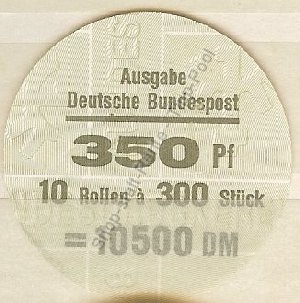 Ausgabe
Deutsche Bundespost
350 Pf
10 Rollen à 300 Stück
= 10500 DM